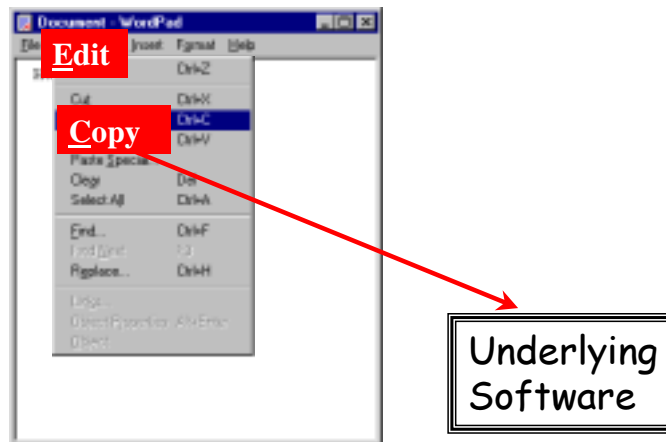 Document - WordPad
Edit Insert Format Help
Ctrl+Z
Cut Ctrl+X
Copy Ctrl+C
Ctrl+V
Paste Special...
Clear Del
Select All Ctrl+A
Find... Ctrl+F
Find Next F3
Replace... Ctrl+H
Links...
Object Properties Alt+Enter
Object
Underlying
Software